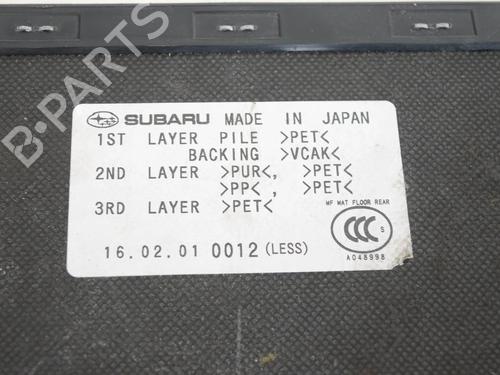 SUBARU MADE IN JAPAN
1ST LAYER PILE >PET<
BACKING >VCAK<
2ND LAYER >PUR<, >PET<
>PP< , >PET<
3RD LAYER >PET<
MF MAT FLOOR REAR
CCC S
A048998
16.02.01 0012 (LESS)
B-PARTS